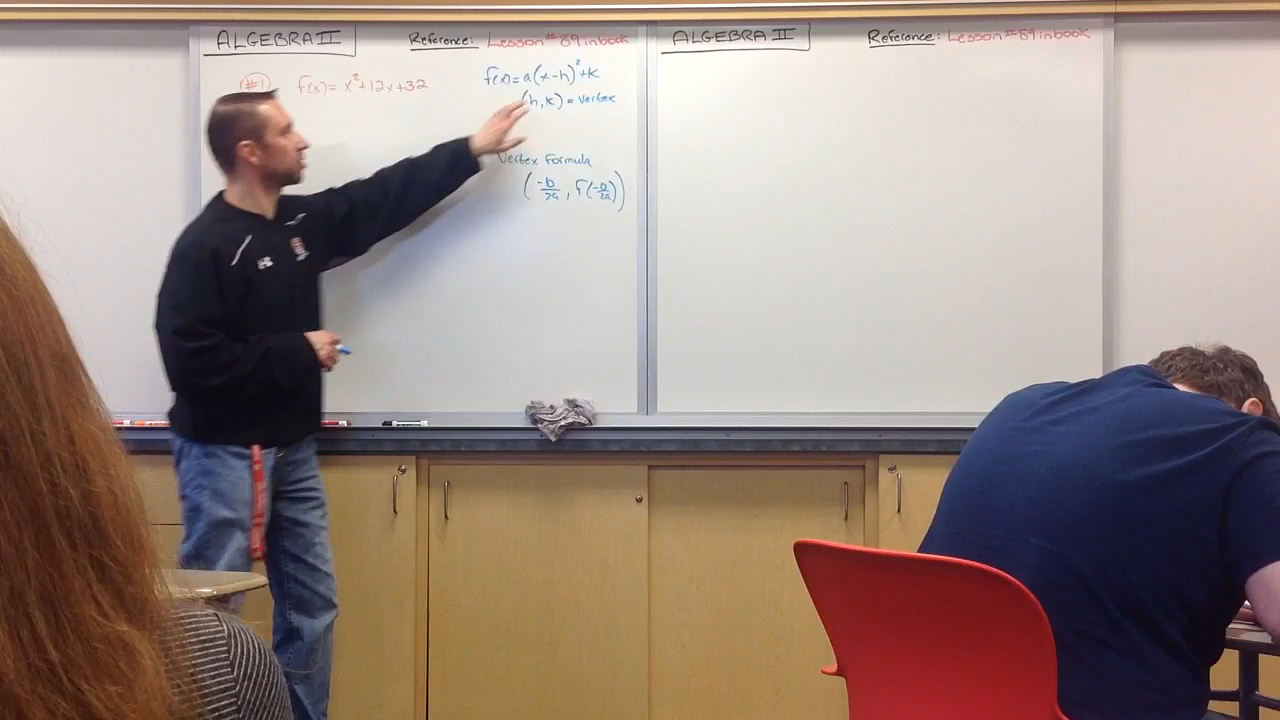 ALGEBRA II
Reference: Lesson #89 in book
#1
f(x)= x²+12x+32
f(x)=a(x-h)²+k
(h,k) = vertex
Vertex Formula
(-b/2a, f(-b/2a))
ALGEBRA II
Reference: Lesson #89 in book